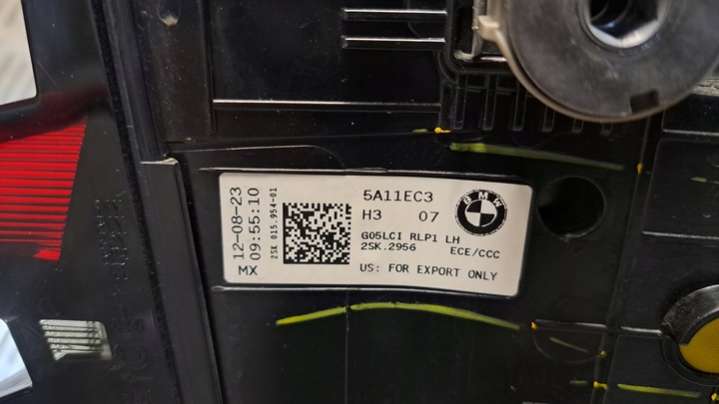 12-08-23
09:55:10
MX
2SK 015.954-01
5A11EC3
H3 07
BMW
G05LCI RLP1 LH
2SK.2956 ECE/CCC
US: FOR EXPORT ONLY